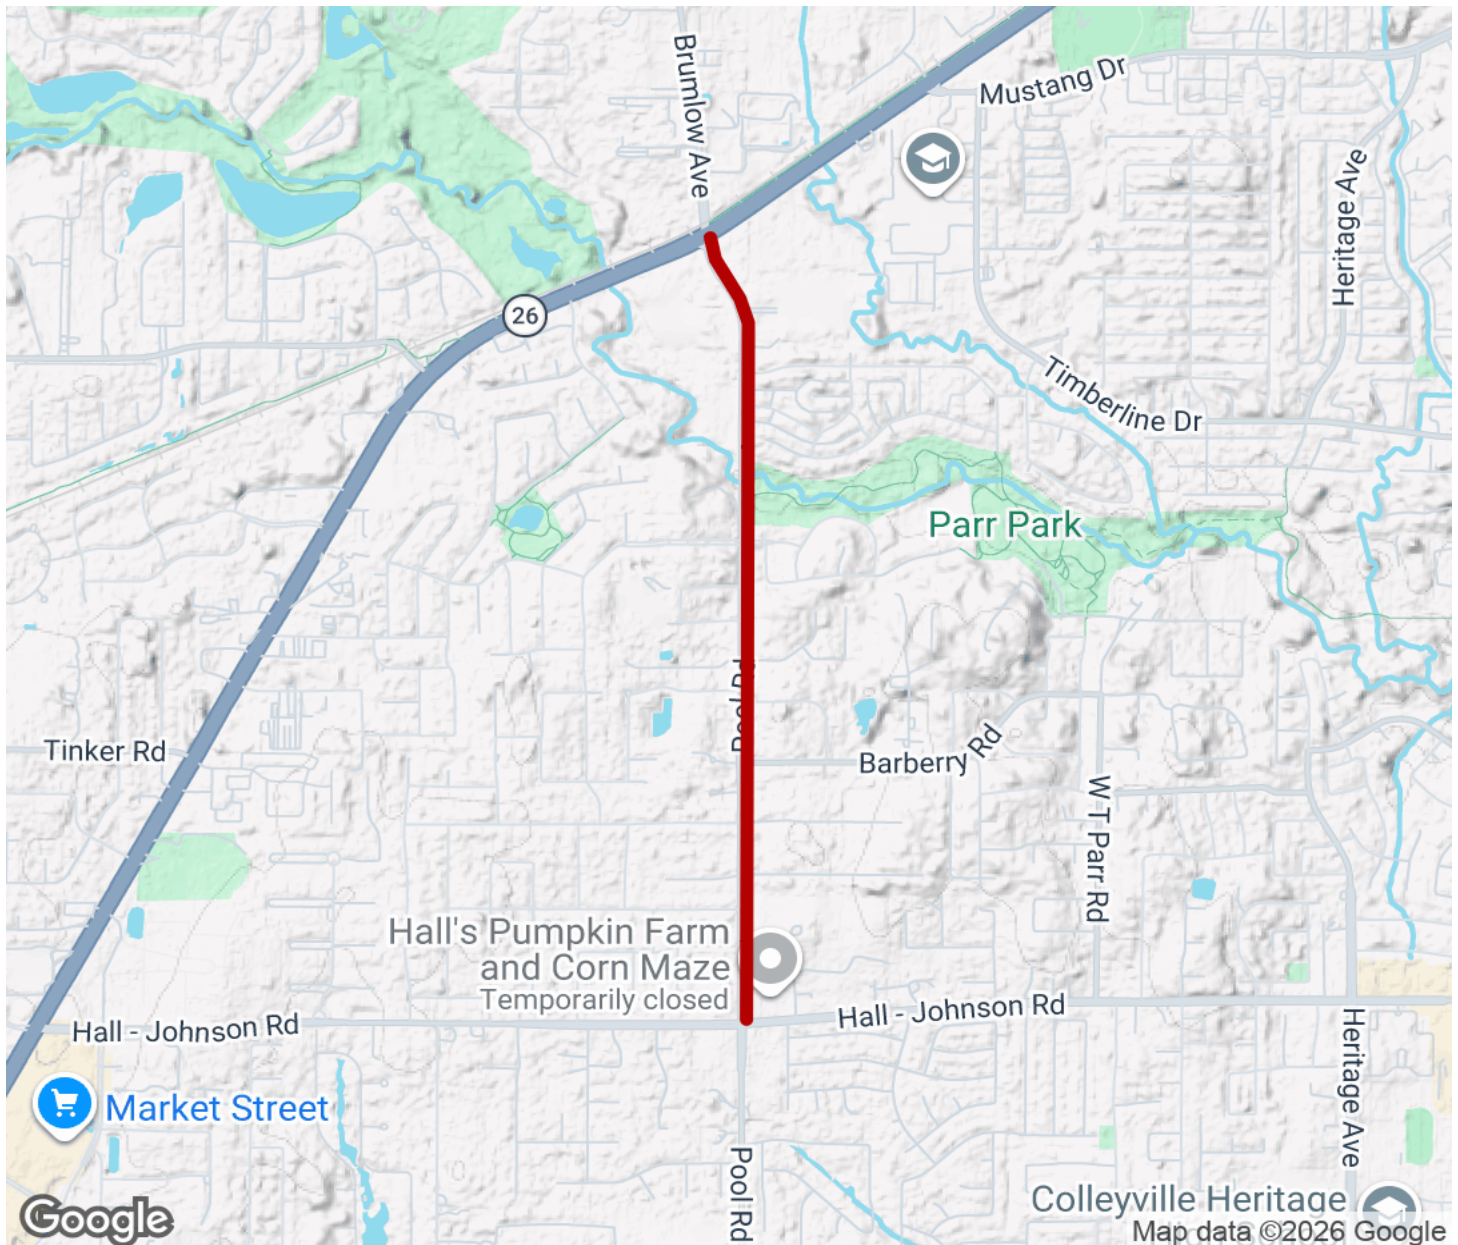 Brumlow Ave
Mustang Dr
Heritage Ave
26
Timberline Dr
Parr Park
Pool Rd
Tinker Rd
Barberry Rd
W T Parr Rd
Hall's Pumpkin Farm
and Corn Maze
Temporarily closed
Hall - Johnson Rd
Hall - Johnson Rd
Heritage Ave
Market Street
Pool Rd
Colleyville Heritage
Google
Map data ©2026 Google